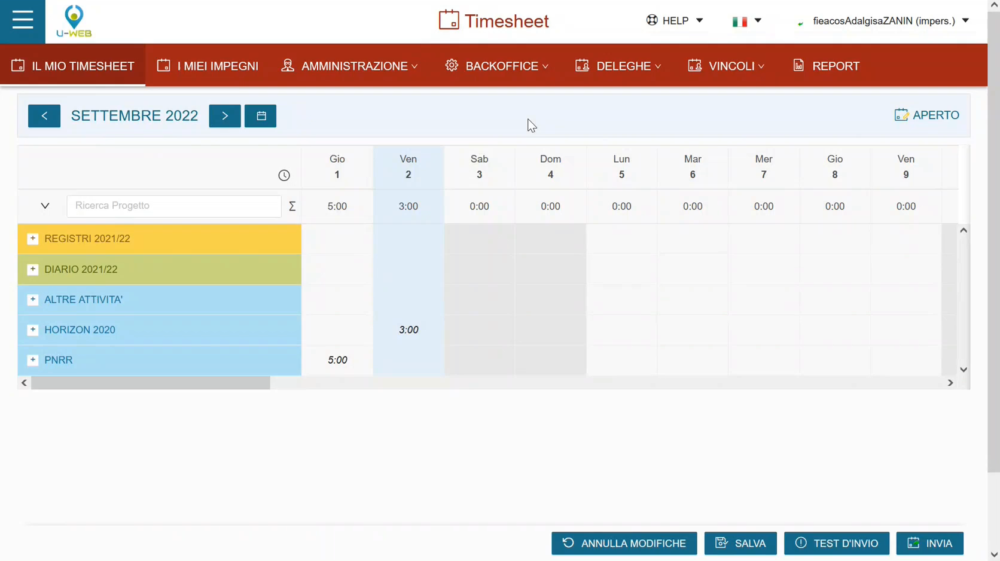 U-WEB
Timesheet
HELP
fieacosAdalgisaZANIN (impers.)
IL MIO TIMESHEET
I MIEI IMPEGNI
AMMINISTRAZIONE
BACKOFFICE
DELEGHE
VINCOLI
REPORT
SETTEMBRE 2022
APERTO
Gio Ven Sab Dom Lun Mar Mer Gio Ven
1 2 3 4 5 6 7 8 9
Ricerca Progetto Σ 5:00 3:00 0:00 0:00 0:00 0:00 0:00 0:00 0:00
+ REGISTRI 2021/22
+ DIARIO 2021/22
+ ALTRE ATTIVITA'
+ HORIZON 2020 3:00
+ PNRR 5:00
ANNULLA MODIFICHE
SALVA
TEST D'INVIO
INVIA